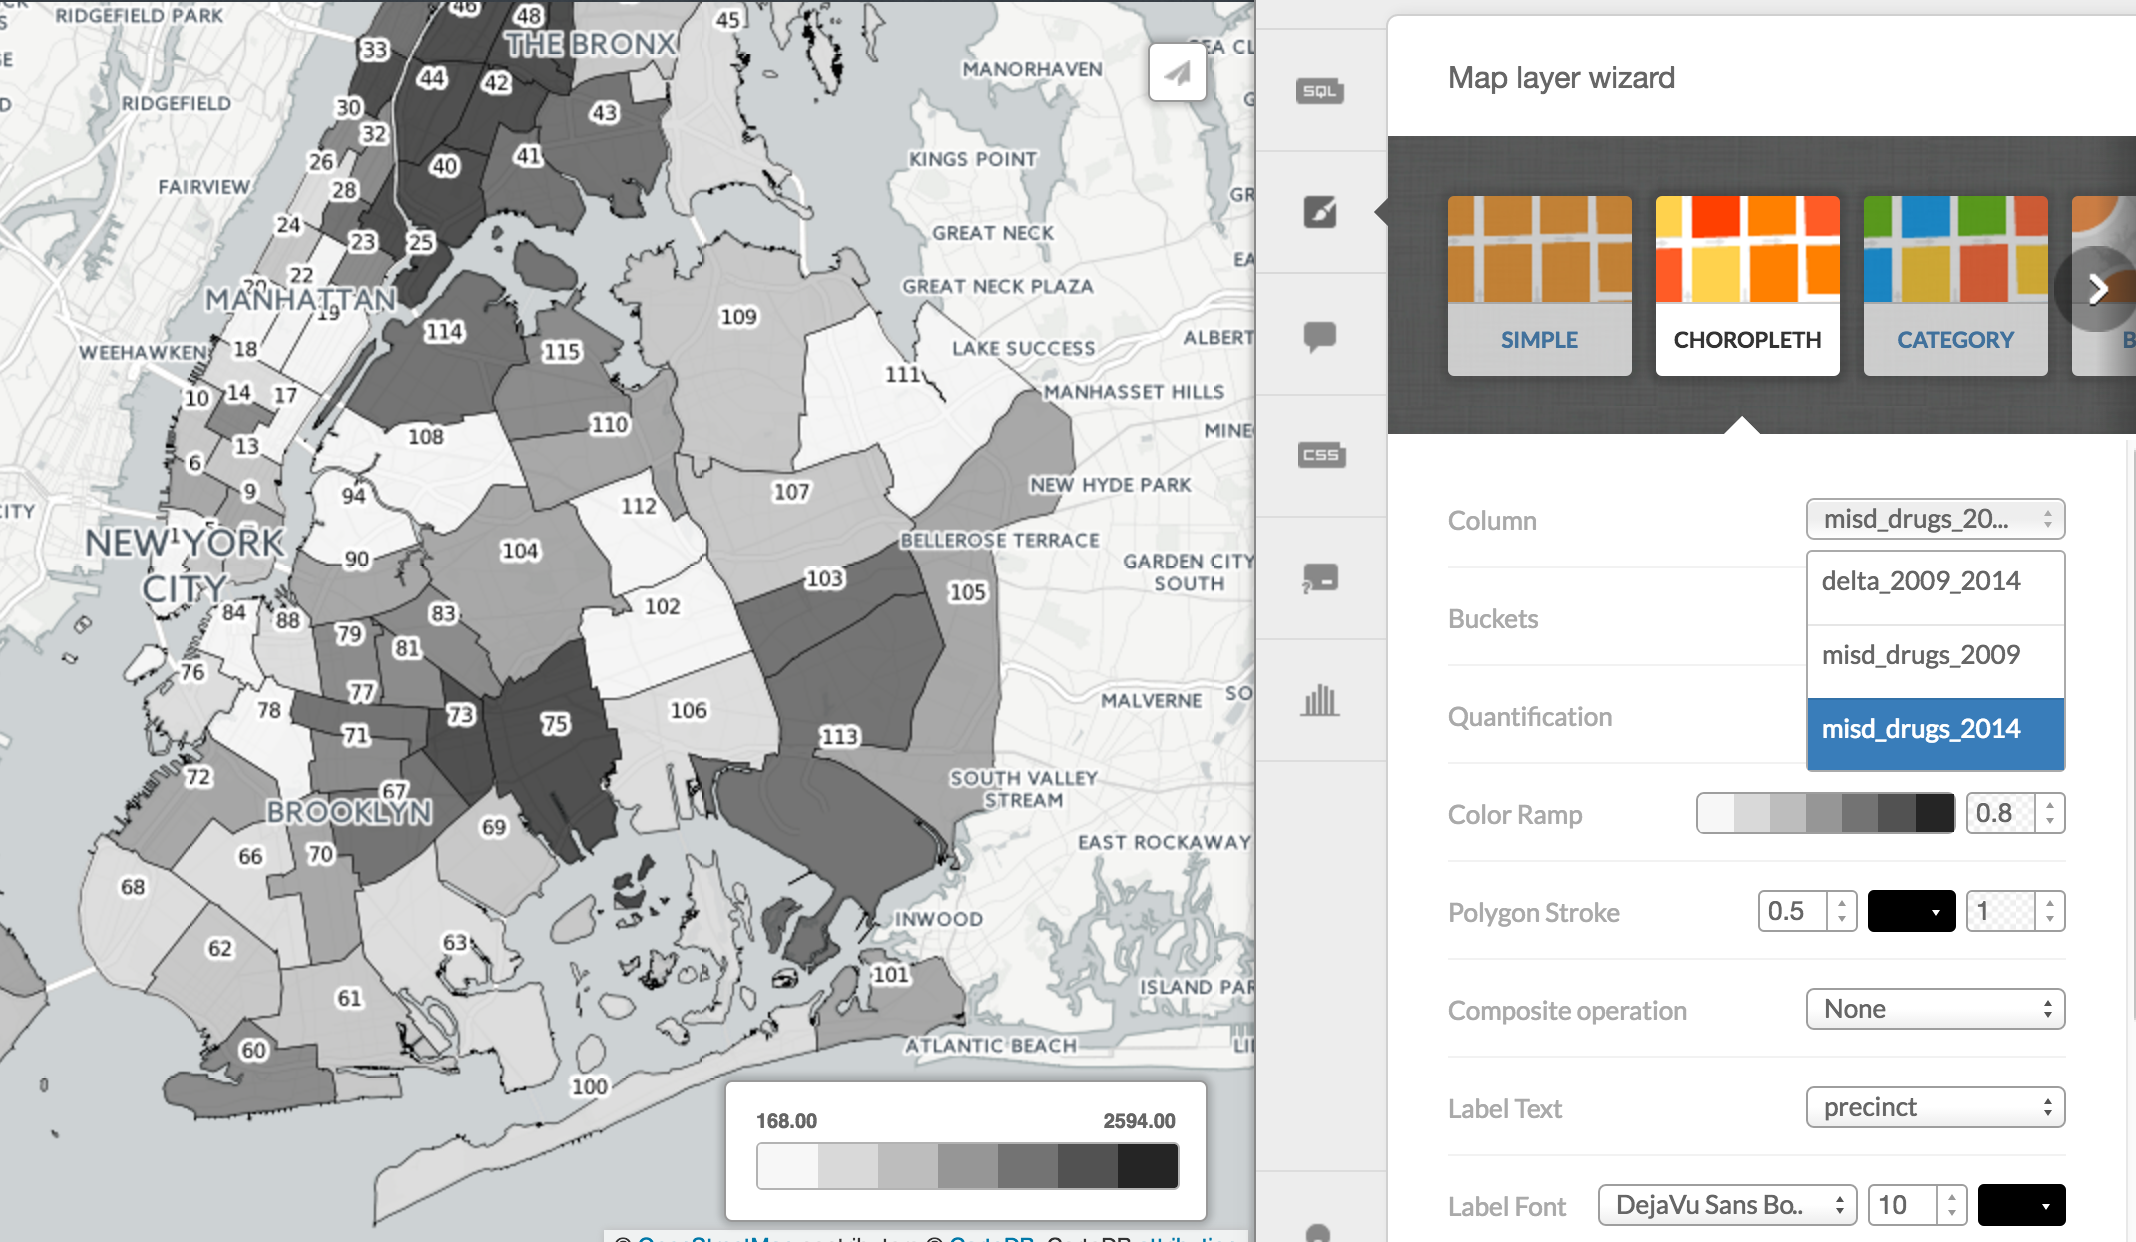 RIDGEFIELD PARK
46
48
45
THE BRONX
33
44
42
MANORHAVEN
RIDGEFIELD
30
43
32
26
41
40
KINGS POINT
FAIRVIEW
28
24
23
25
GREAT NECK
22
20
GREAT NECK PLAZA
MANHATTAN
19
109
114
115
WEEHAWKEN
18
LAKE SUCCESS
ALBERT
111
10
14
17
MANHASSET HILLS
110
108
13
MINE
6
9
94
107
NEW HYDE PARK
112
CITY
1
NEW YORK
CITY
90
104
BELLEROSE TERRACE
GARDEN CITY
SOUTH
103
105
84
88
83
102
79
81
76
77
78
73
75
106
MALVERNE
SO
71
113
72
67
SOUTH VALLEY
STREAM
BROOKLYN
69
66
70
EAST ROCKAWAY
68
INWOOD
62
63
101
ISLAND PAR
61
60
ATLANTIC BEACH
100
168.00
2594.00
SQL
CSS
Map layer wizard
SIMPLE
CHOROPLETH
CATEGORY
B
Column
misd_drugs_20...
delta_2009_2014
Buckets
misd_drugs_2009
Quantification
misd_drugs_2014
Color Ramp
0.8
Polygon Stroke
0.5
1
Composite operation
None
Label Text
precinct
Label Font
DejaVu Sans Bo..
10